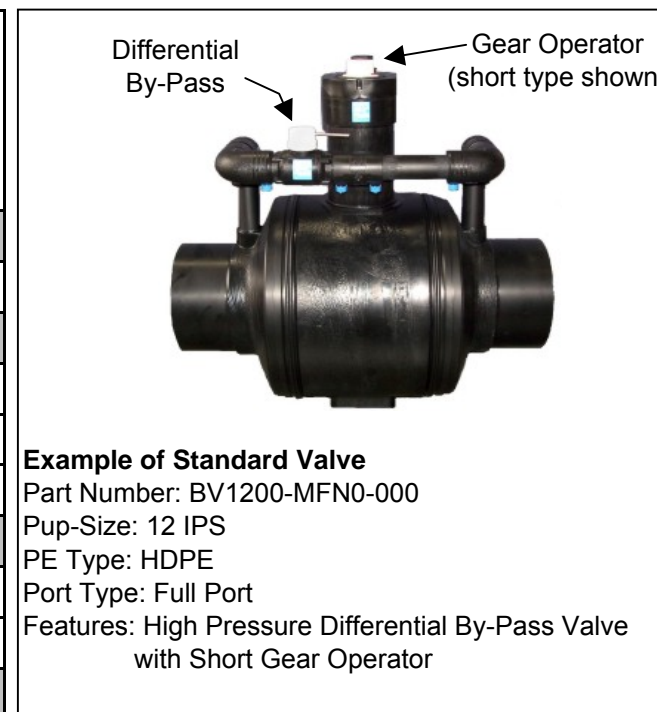 Differential
By-Pass
Gear Operator
(short type shown
Example of Standard Valve
Part Number: BV1200-MFN0-000
Pup-Size: 12 IPS
PE Type: HDPE
Port Type: Full Port
Features: High Pressure Differential By-Pass Valve
with Short Gear Operator